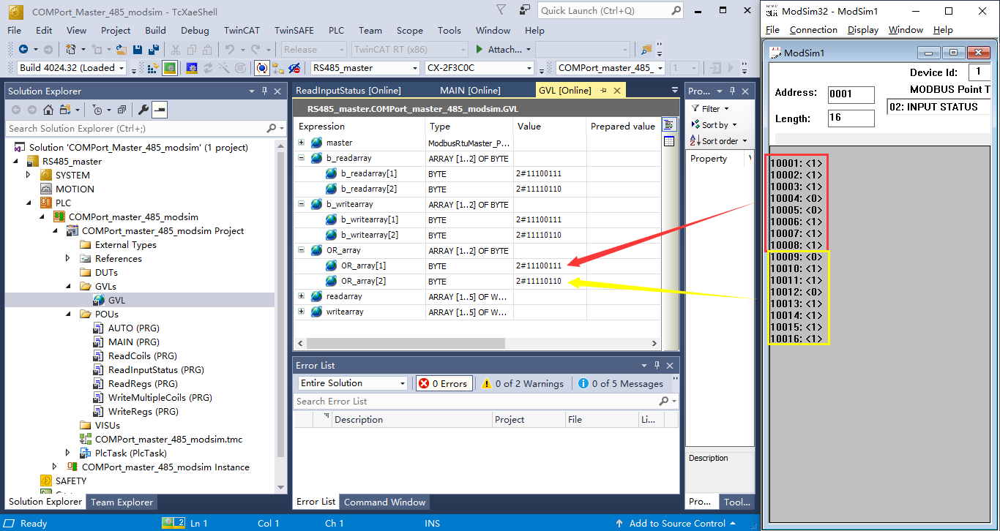 COMPort_Master_485_modsim - TcXaeShell
Quick Launch (Ctrl+Q)
File Edit View Project Build Debug TwinCAT TwinSAFE PLC Team Scope Tools Window Help
Release TwinCAT RT (x86) Attach...
Build 4024.32 (Loaded RS485_master CX-2F3C0C COMPort_master_485_ 1
Solution Explorer
Search Solution Explorer (Ctrl+;)
Solution 'COMPort_Master_485_modsim' (1 project)
RS485_master
SYSTEM
MOTION
PLC
COMPort_master_485_modsim
COMPort_master_485_modsim Project
External Types
References
DUTs
GVLs
GVL
POUs
AUTO (PRG)
MAIN (PRG)
ReadCoils (PRG)
ReadInputStatus (PRG)
ReadRegs (PRG)
WriteMultipleCoils (PRG)
WriteRegs (PRG)
VISUs
COMPort_master_485_modsim.tmc
PlcTask (PlcTask)
COMPort_master_485_modsim Instance
SAFETY
Solution Explorer Team Explorer
ReadInputStatus [Online] MAIN [Online] GVL [Online]
RS485_master.COMPort_master_485_modsim.GVL
Expression Type Value Prepared value
master ModbusRtuMaster_P...
b_readarray ARRAY [1..2] OF BYTE
b_readarray[1] BYTE 2#11100111
b_readarray[2] BYTE 2#11110110
b_writearray ARRAY [1..2] OF BYTE
b_writearray[1] BYTE 2#11100111
b_writearray[2] BYTE 2#11110110
OR_array ARRAY [1..2] OF BYTE
OR_array[1] BYTE 2#11100111
OR_array[2] BYTE 2#11110110
readarray ARRAY [1..5] OF W...
writearray ARRAY [1..5] OF W...
Error List
Entire Solution 0 Errors 0 of 2 Warnings 0 of 5 Messages
Search Error List
Description Project File Li...
Error List Command Window
Pro...
Filter
Sort by
Sort order
Property
Description
Pro... Tool...
Ready 2 Ln 1 Col 1 Ch 1 INS Add to Source Control
ModSim32 - ModSim1
File Connection Display Window Help
ModSim1
Device Id: 1
Address: 0001 MODBUS Point T
02: INPUT STATUS
Length: 16
10001: <1>
10002: <1>
10003: <1>
10004: <0>
10005: <0>
10006: <1>
10007: <1>
10008: <1>
10009: <0>
10010: <1>
10011: <1>
10012: <0>
10013: <1>
10014: <1>
10015: <1>
10016: <1>